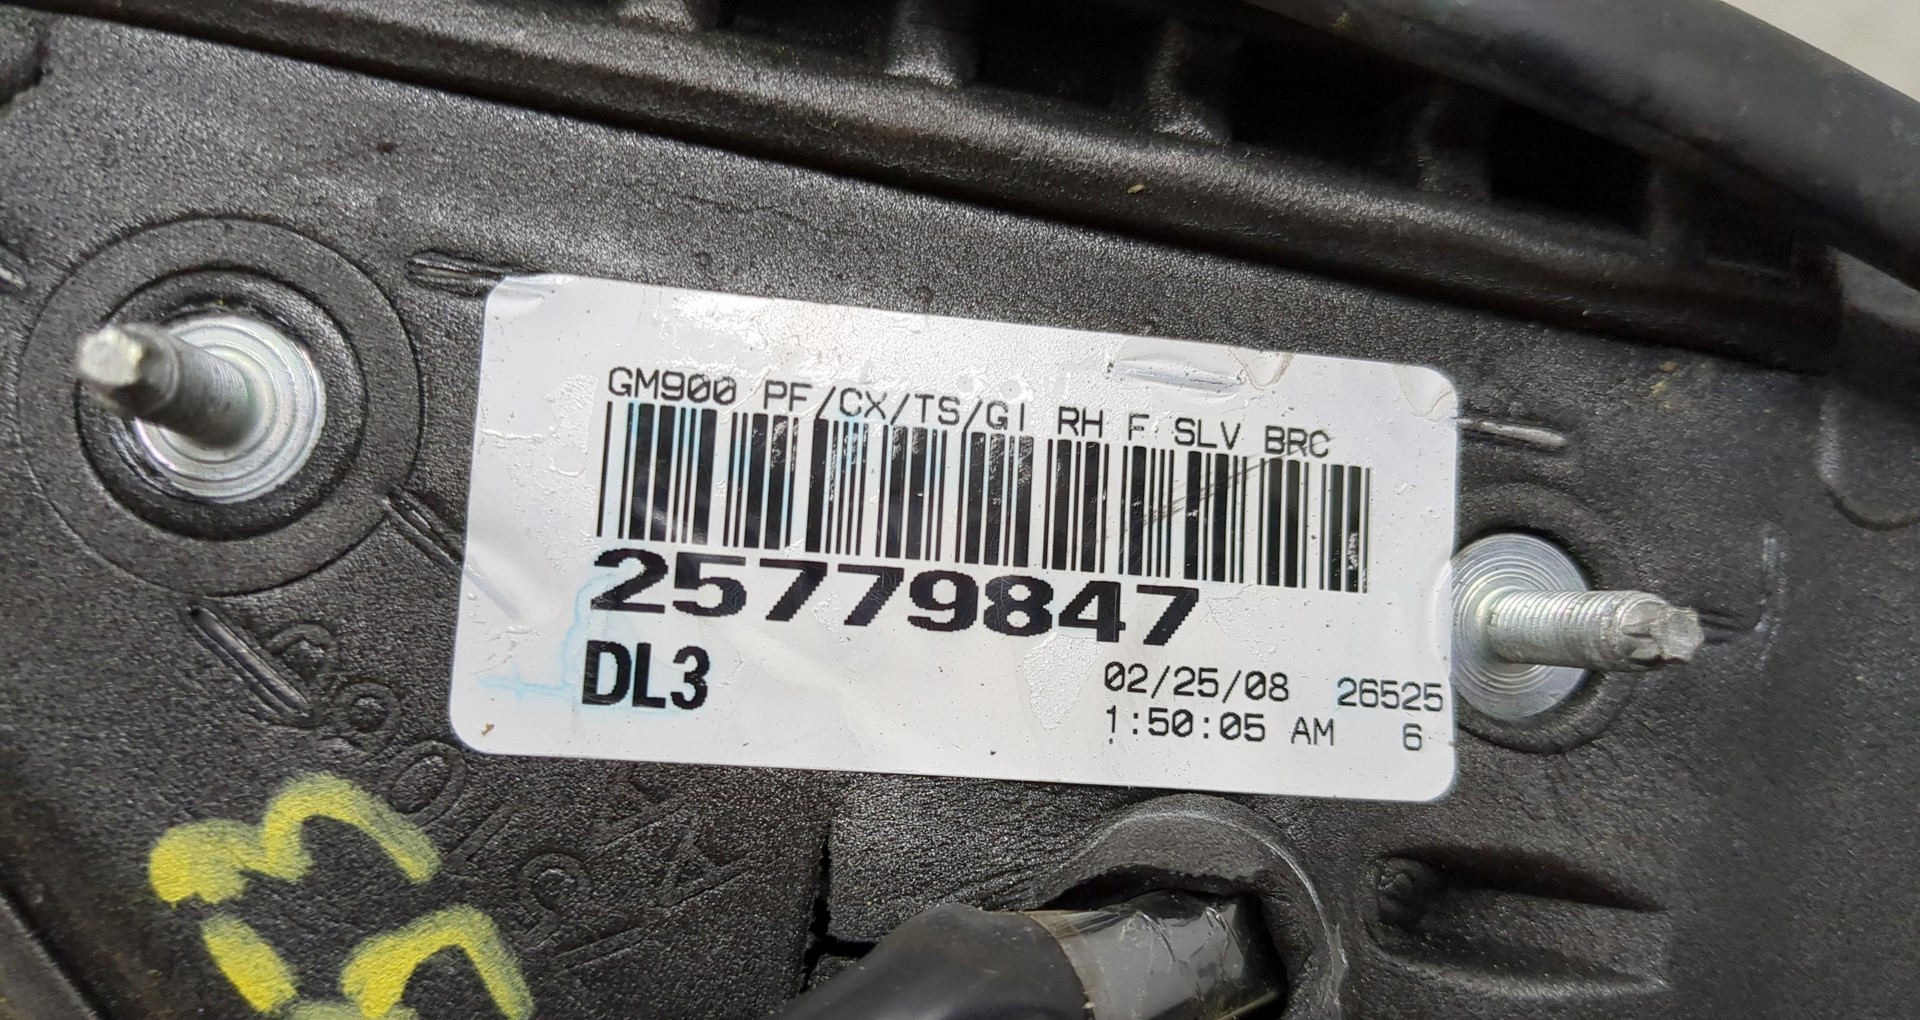 GM900 PF/CX/TS/GI RH F SLV BRC
25779847
DL3
02/25/08 26525
1:50:05 AM 6